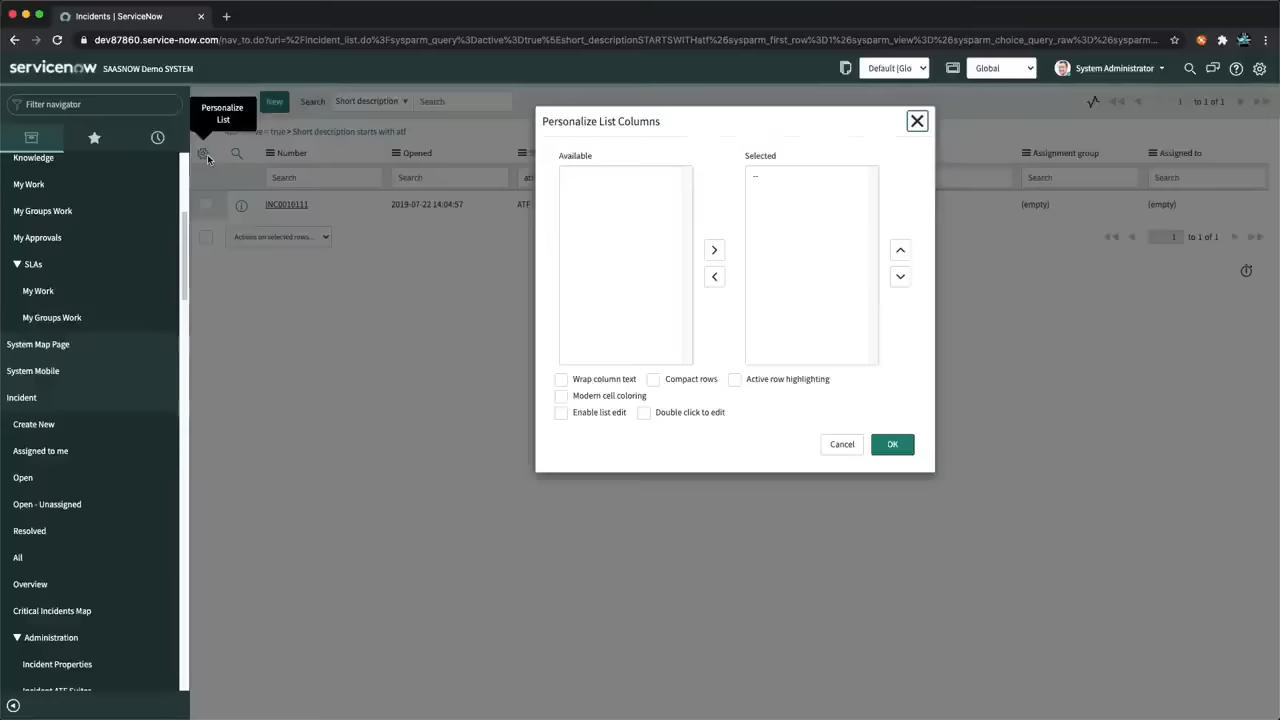 Incidents | ServiceNow
dev87860.service-now.com/nav_to.do?uri=%2Fincident_list.do%3Fsysparm_query%3Dactive%3Dtrue%5Eshort_descriptionSTARTSWITHatf%26sysparm_first_row%3D1%26sysparm_view%3D%26sysparm_choice_query_raw%3D%26sysparm...
servicenow SAASNOW Demo SYSTEM
Default [Glo
Global
System Administrator
Filter navigator
Knowledge
My Work
My Groups Work
My Approvals
SLAs
My Work
My Groups Work
System Map Page
System Mobile
Incident
Create New
Assigned to me
Open
Open - Unassigned
Resolved
All
Overview
Critical Incidents Map
Administration
Incident Properties
Incident ATF Suites
Personalize
List
New
Search
Short description
Search
1 to 1 of 1
= true > Short description starts with atf
Number
Opened
Assignment group
Assigned to
Search
Search
Search
Search
INC0010111
2019-07-22 14:04:57
ATF
(empty)
(empty)
Actions on selected rows...
1 to 1 of 1
Personalize List Columns
Available
Selected
--
Wrap column text
Compact rows
Active row highlighting
Modern cell coloring
Enable list edit
Double click to edit
Cancel
OK